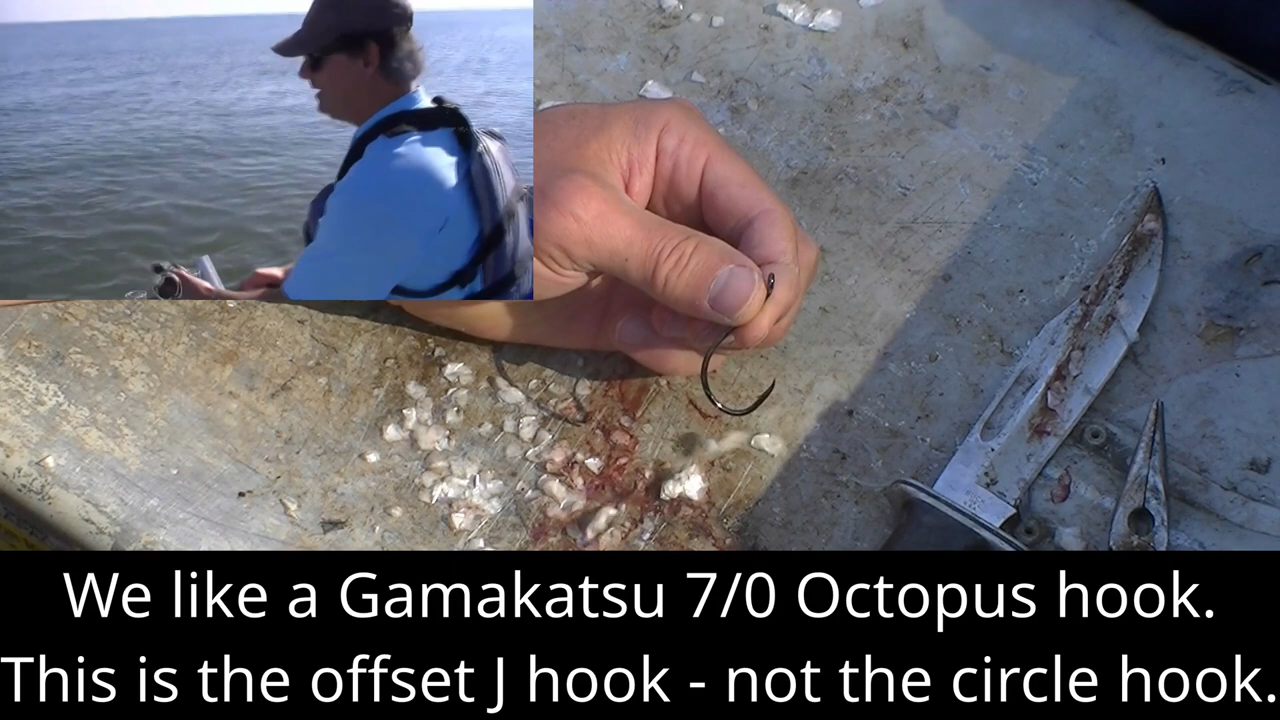 We like a Gamakatsu 7/0 Octopus hook.
This is the offset J hook - not the circle hook.